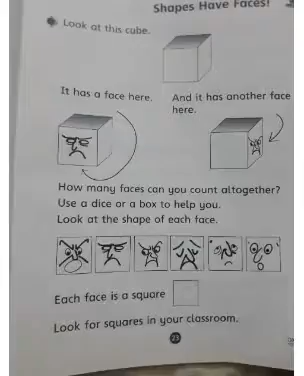 Shapes Have Faces!
Look at this cube.
It has a face here.
And it has another face
here.
How many faces can you count altogether?
Use a dice or a box to help you.
Look at the shape of each face.
Each face is a square
Look for squares in your classroom.
23